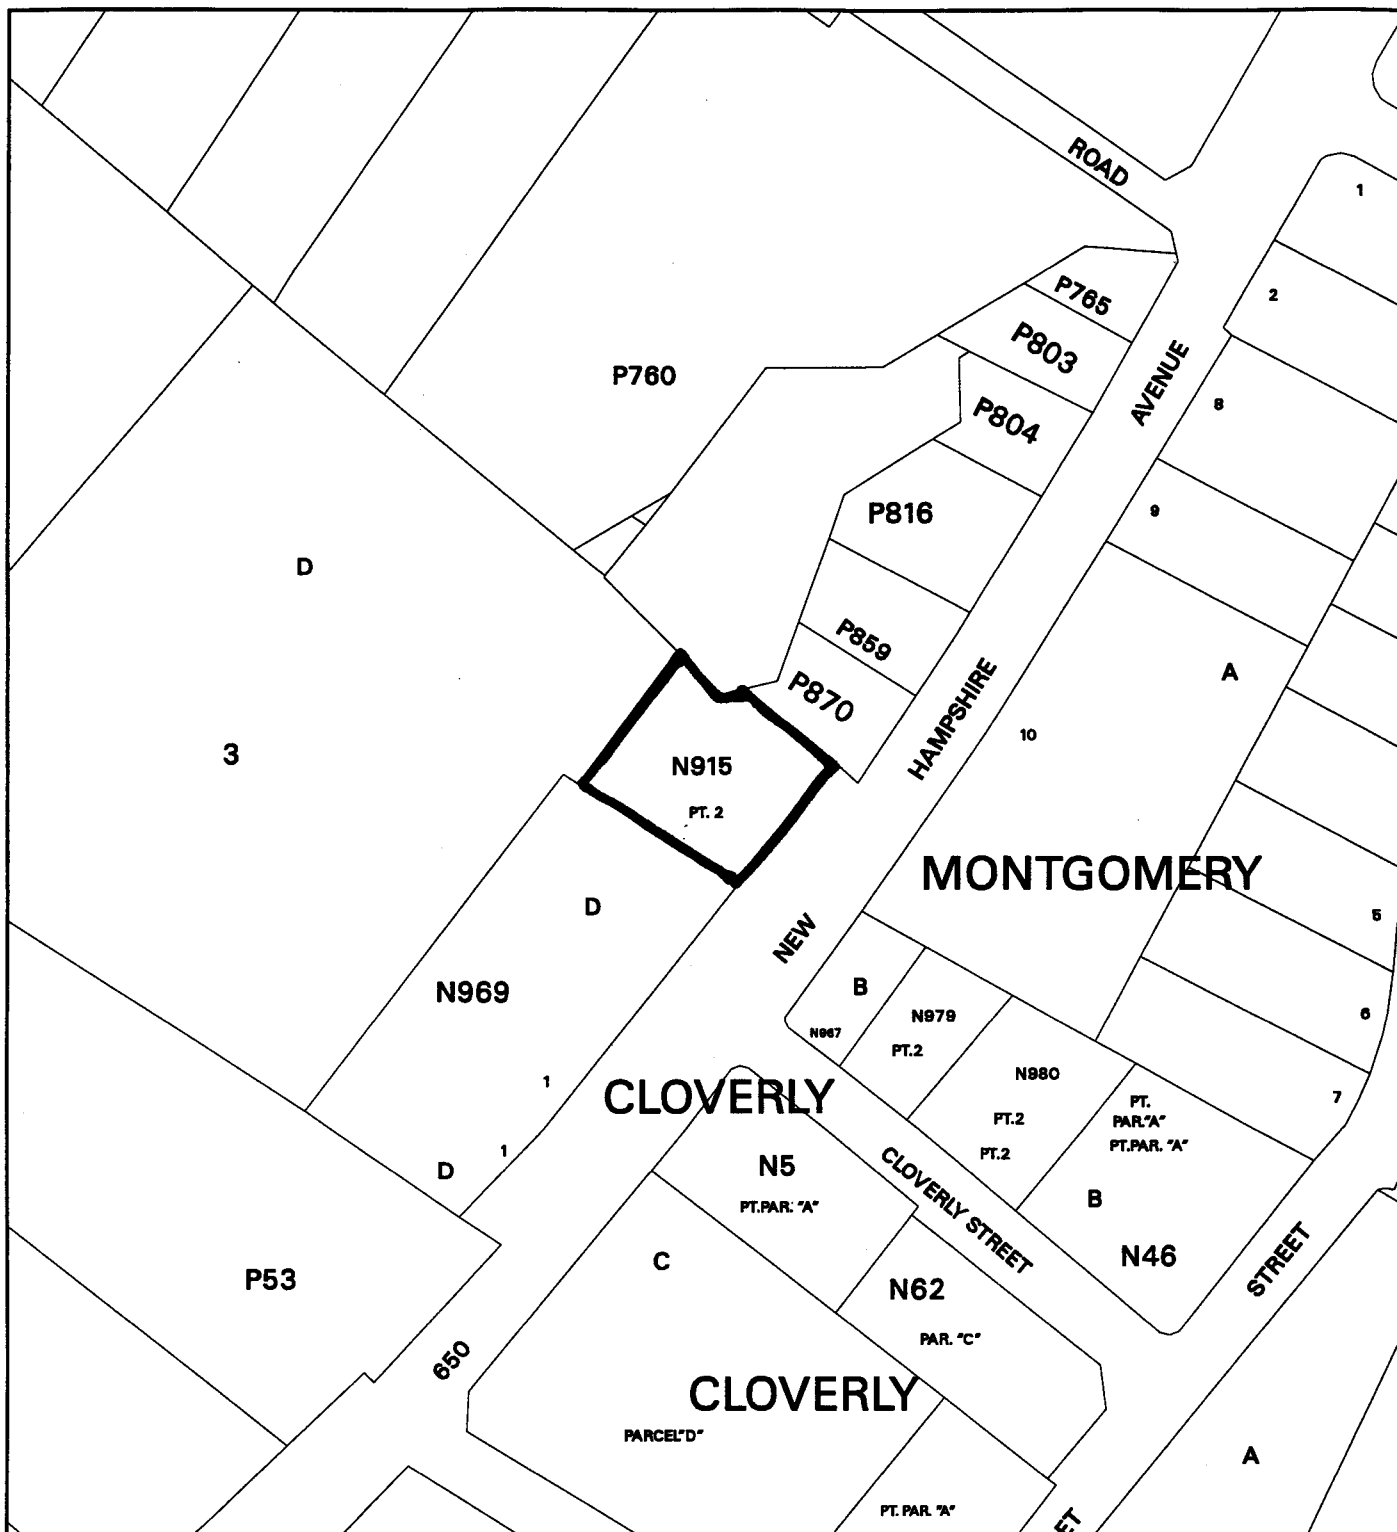 ROAD
1
P765
2
P803
P760
AVENUE
8
P804
9
P816
D
P859
A
P870
HAMPSHIRE
10
3
N915
PT. 2
MONTGOMERY
D
5
NEW
B
N969
N979
6
N967
PT.2
N980
1
CLOVERLY
7
PT.
PAR."A"
PT.2
PT.PAR. "A"
1
PT.2
D
N5
CLOVERLY STREET
B
PT.PAR. "A"
N46
STREET
C
P53
N62
PAR. "C"
650
CLOVERLY
PARCEL"D"
A
PT. PAR. "A"
ET